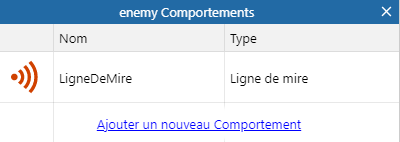 enemy Comportements
Nom Type
LigneDeMire Ligne de mire
Ajouter un nouveau Comportement